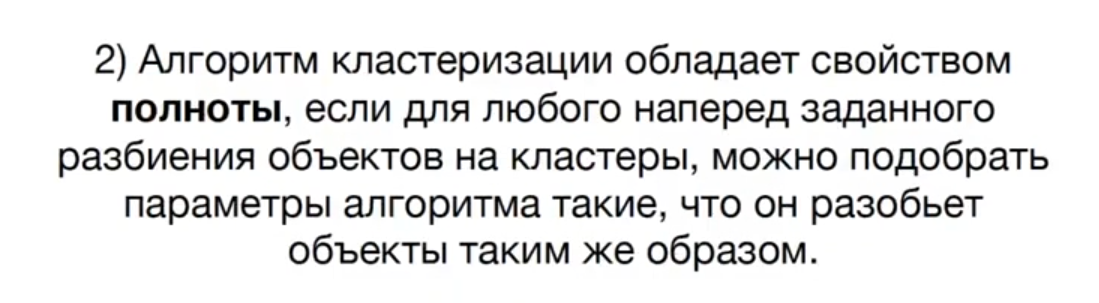 2) Алгоритм кластеризации обладает свойством
полноты, если для любого наперед заданного
разбиения объектов на кластеры, можно подобрать
параметры алгоритма такие, что он разобьет
объекты таким же образом.